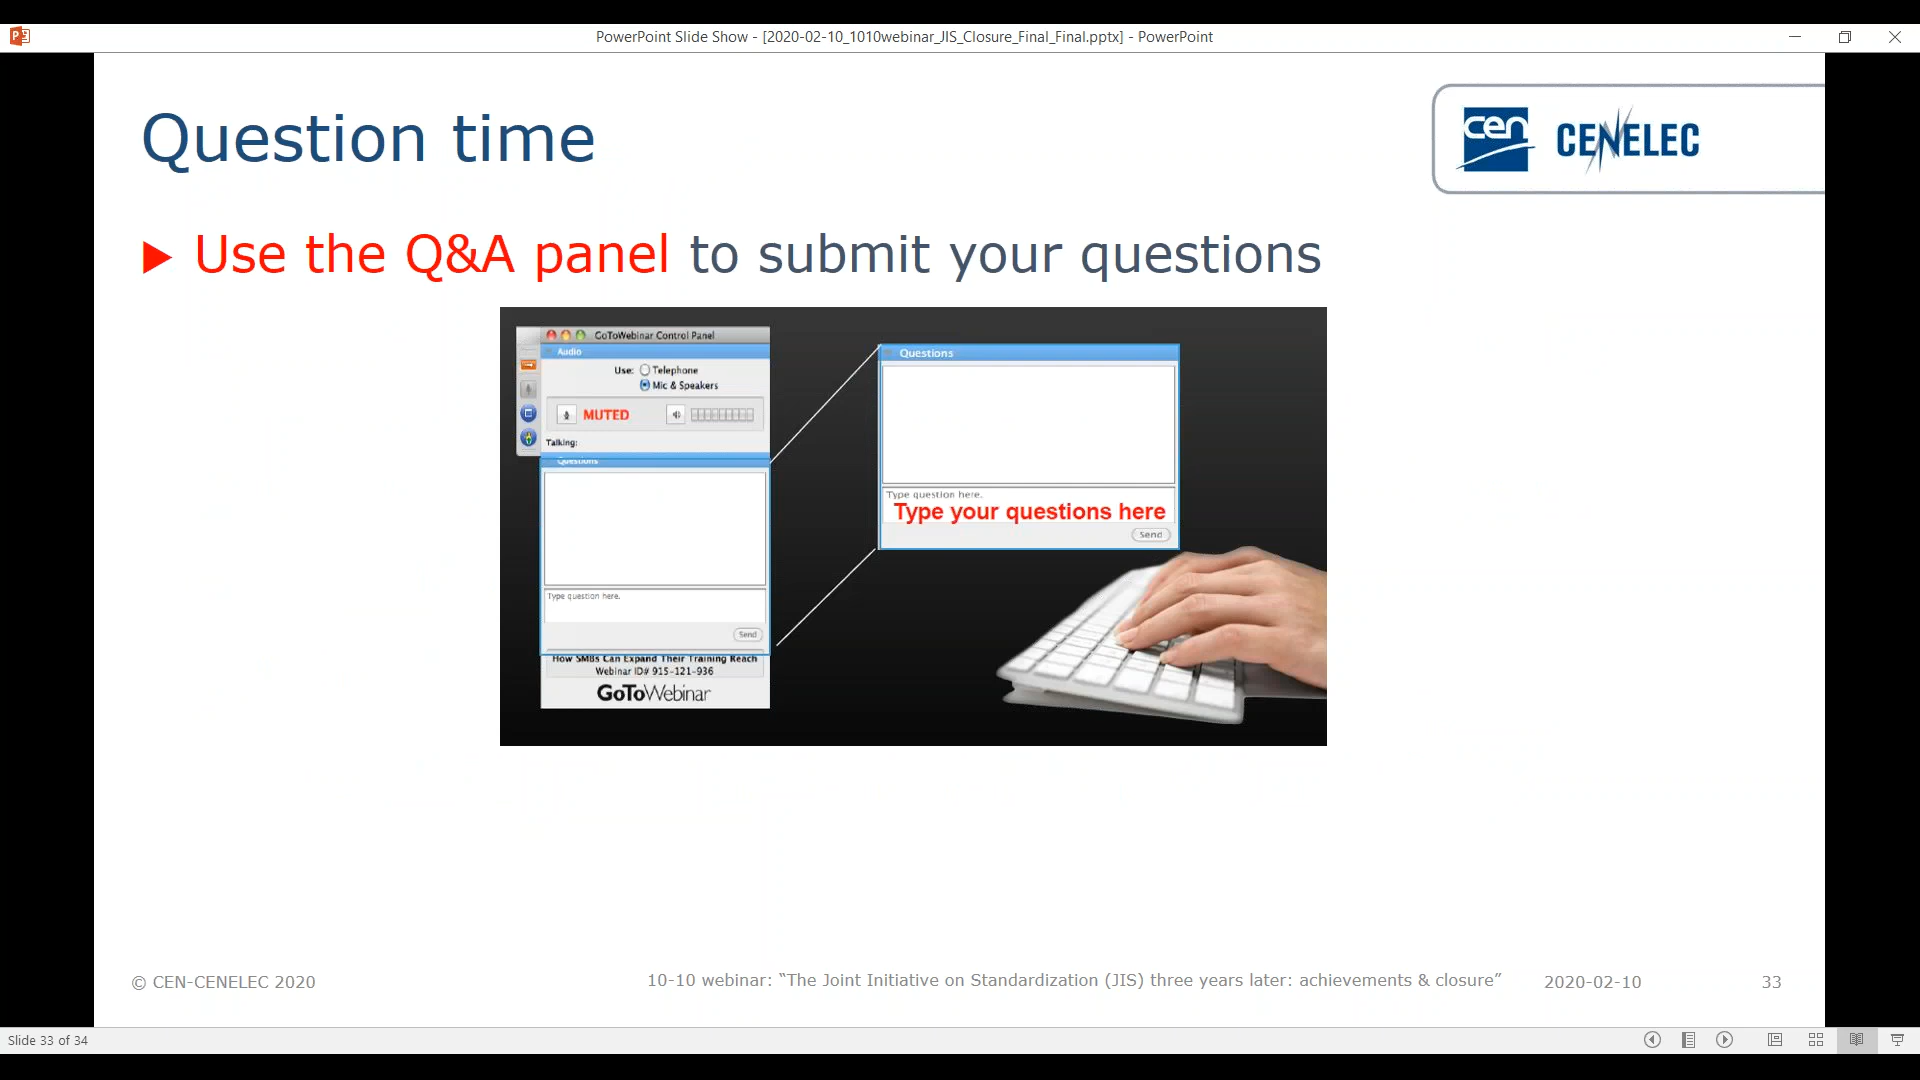 PowerPoint Slide Show - [2020-02-10_1010webinar_JIS_Closure_Final_Final.pptx] - PowerPoint
Question time
cen
CENELEC
Use the Q&A panel to submit your questions
GoToWebinar Control Panel
Audio
Use: Telephone
Mic & Speakers
MUTED
Talking:
Questions
Type question here.
Send
How SMBs Can Expand Their Training Reach
Webinar ID# 915-121-936
GoToWebinar
Questions
Type question here.
Type your questions here
Send
© CEN-CENELEC 2020
10-10 webinar: “The Joint Initiative on Standardization (JIS) three years later: achievements & closure”
2020-02-10
33
Slide 33 of 34